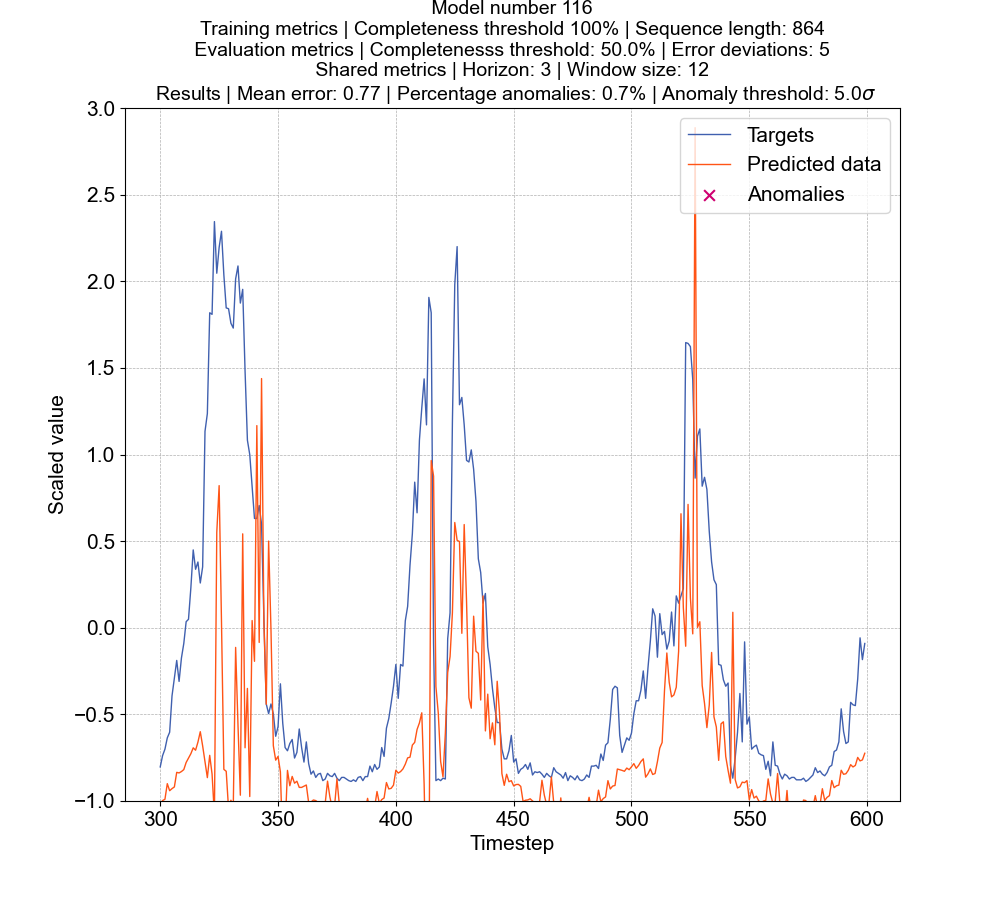 Model number 116
Training metrics | Completeness threshold 100% | Sequence length: 864
Evaluation metrics | Completenesss threshold: 50.0% | Error deviations: 5
Shared metrics | Horizon: 3 | Window size: 12
Results | Mean error: 0.77 | Percentage anomalies: 0.7% | Anomaly threshold: 5.0σ
3.0
2.5
2.0
1.5
1.0
0.5
0.0
−0.5
−1.0
Scaled value
Targets
Predicted data
Anomalies
300 350 400 450 500 550 600
Timestep